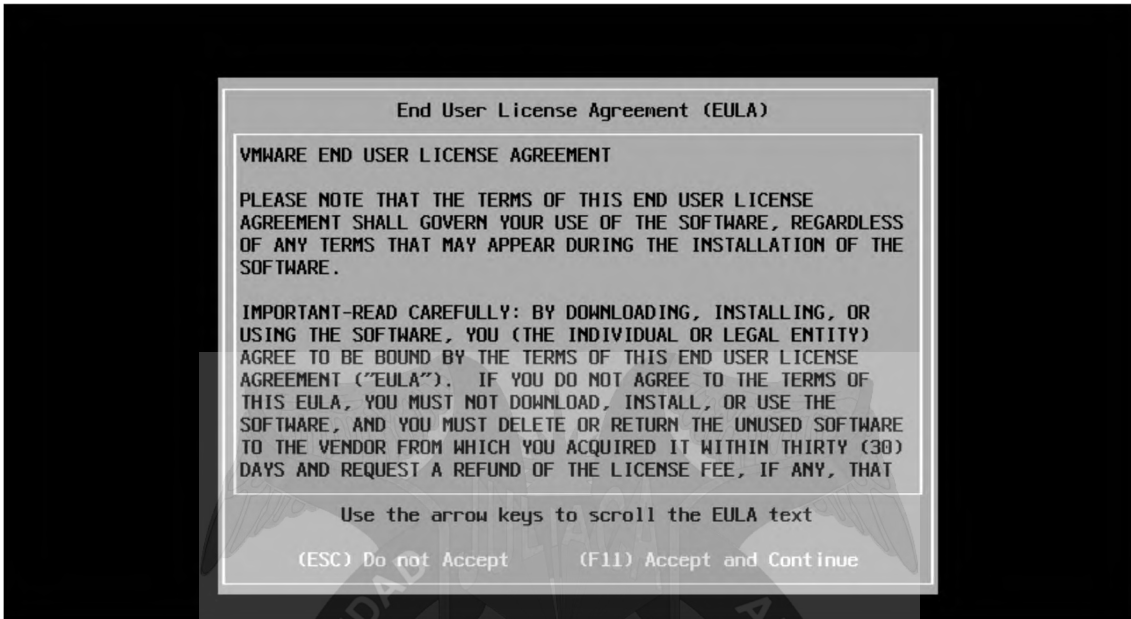 End User License Agreement (EULA)
VMWARE END USER LICENSE AGREEMENT
PLEASE NOTE THAT THE TERMS OF THIS END USER LICENSE
AGREEMENT SHALL GOVERN YOUR USE OF THE SOFTWARE, REGARDLESS
OF ANY TERMS THAT MAY APPEAR DURING THE INSTALLATION OF THE
SOFTWARE.
IMPORTANT-READ CAREFULLY: BY DOWNLOADING, INSTALLING, OR
USING THE SOFTWARE, YOU (THE INDIVIDUAL OR LEGAL ENTITY)
AGREE TO BE BOUND BY THE TERMS OF THIS END USER LICENSE
AGREEMENT ("EULA").  IF YOU DO NOT AGREE TO THE TERMS OF
THIS EULA, YOU MUST NOT DOWNLOAD, INSTALL, OR USE THE
SOFTWARE, AND YOU MUST DELETE OR RETURN THE UNUSED SOFTWARE
TO THE VENDOR FROM WHICH YOU ACQUIRED IT WITHIN THIRTY (30)
DAYS AND REQUEST A REFUND OF THE LICENSE FEE, IF ANY, THAT
Use the arrow keys to scroll the EULA text
(ESC) Do not Accept (F11) Accept and Continue